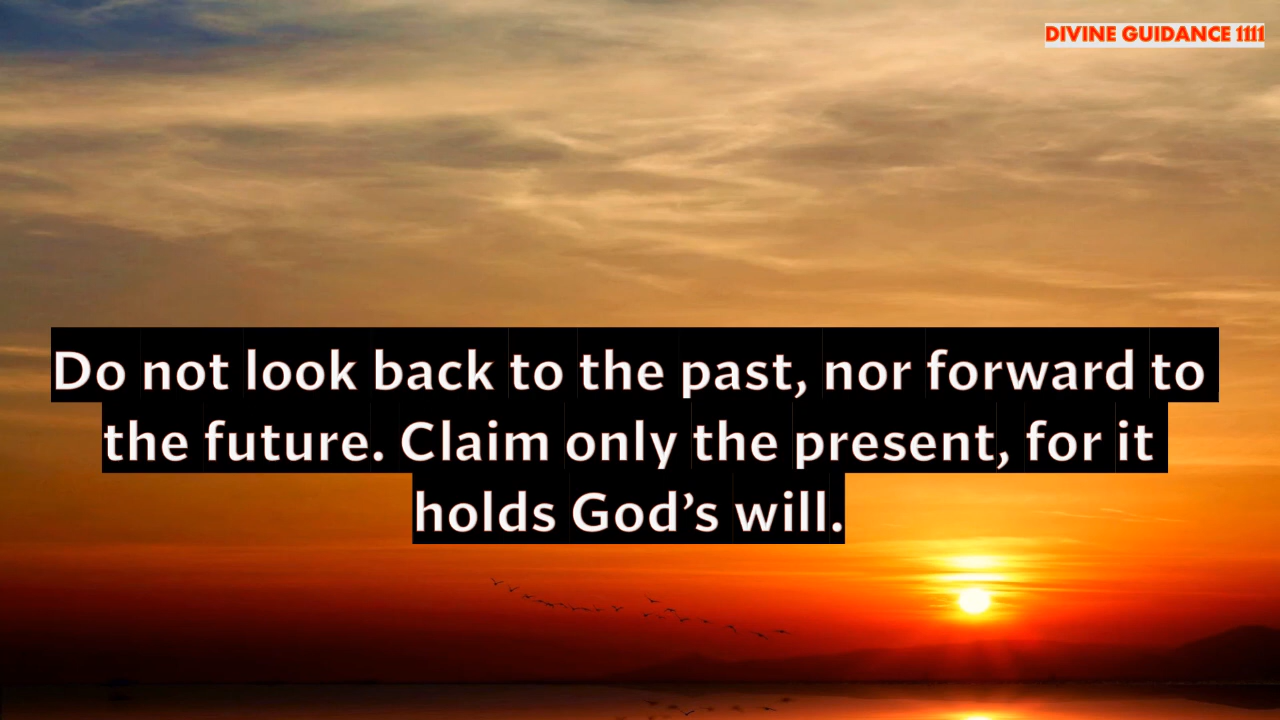 DIVINE GUIDANCE 1111
Do not look back to the past, nor forward to
the future. Claim only the present, for it
holds God’s will.